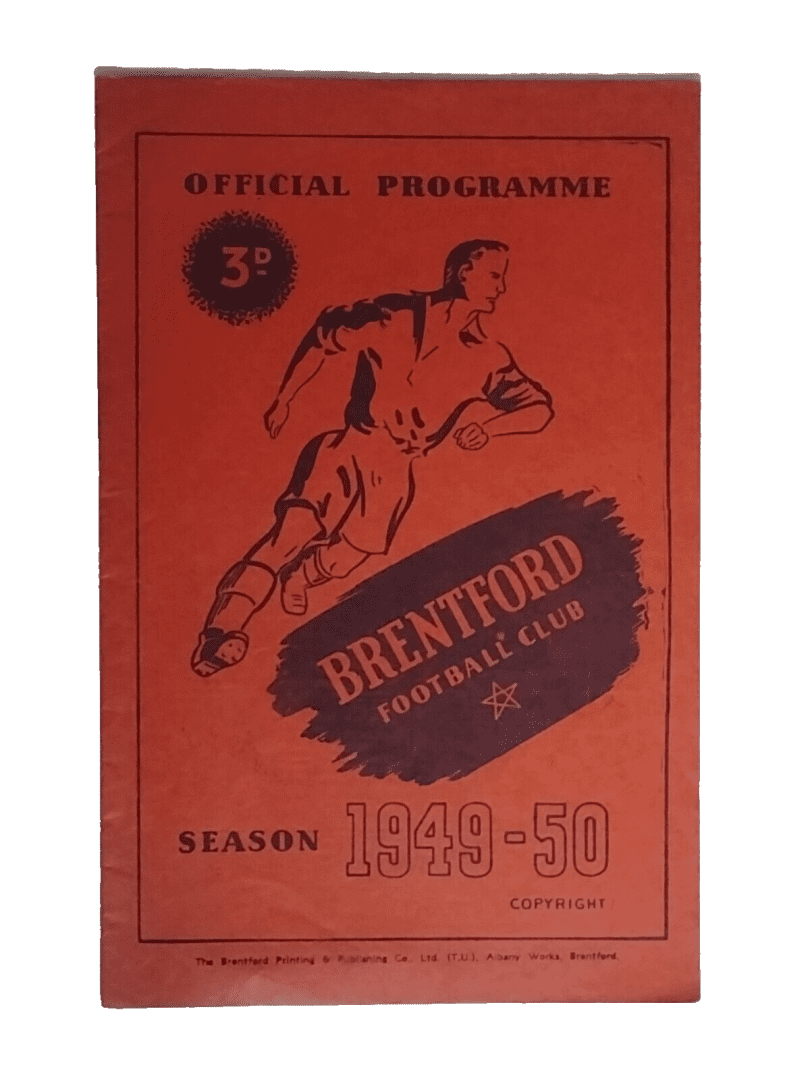 OFFICIAL PROGRAMME
3D
BRENTFORD
FOOTBALL CLUB
SEASON 1949-50
COPYRIGHT
The Brentford Printing & Publishing Co., Ltd. (T.U.), Albany Works, Brentford.